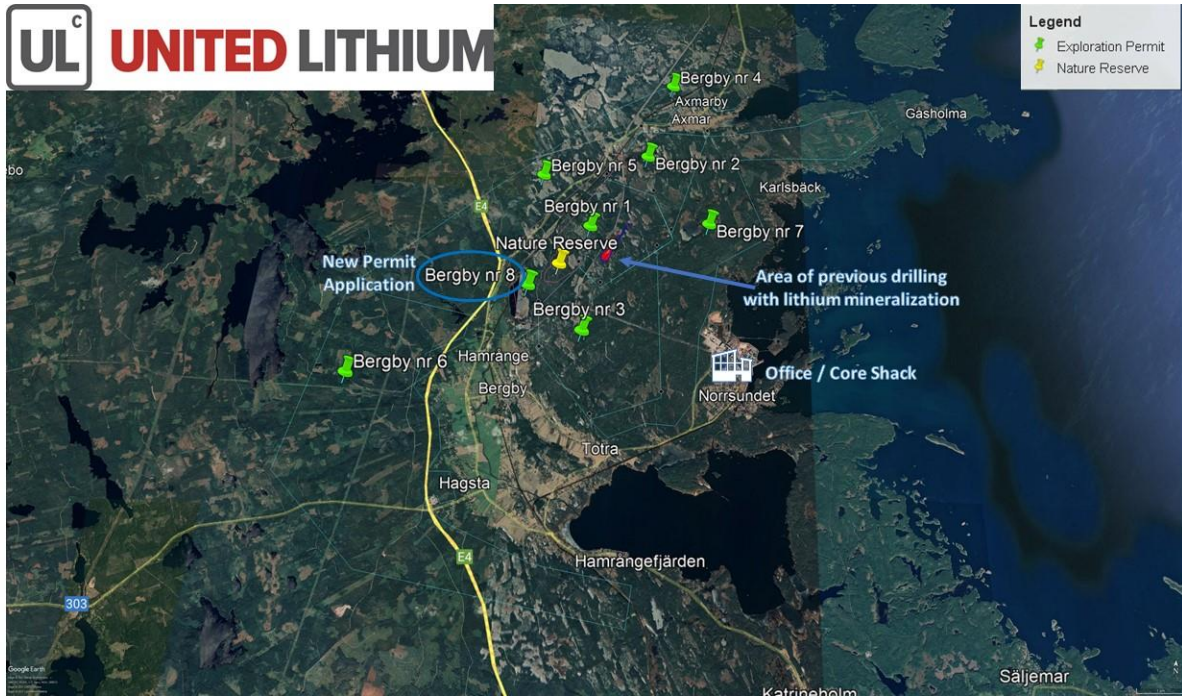 C
UL UNITED LITHIUM
Legend
Exploration Permit
Nature Reserve
Bergby nr 4
Axmarby
Axmar
Gåsholma
Bergby nr 2
Bergby nr 5
ebo
Karlsbäck
E4
Bergby nr 1
Bergby nr 7
Nature Reserve
New Permit
Application
Bergby nr 8
Area of previous drilling
with lithium mineralization
Bergby nr 3
Hamrånge
Bergby nr 6
Bergby
Office / Core Shack
Norrsundet
Totra
Hagsta
E4
Hamrångefjärden
303
Google Earth
Säljemar
Katrineholm